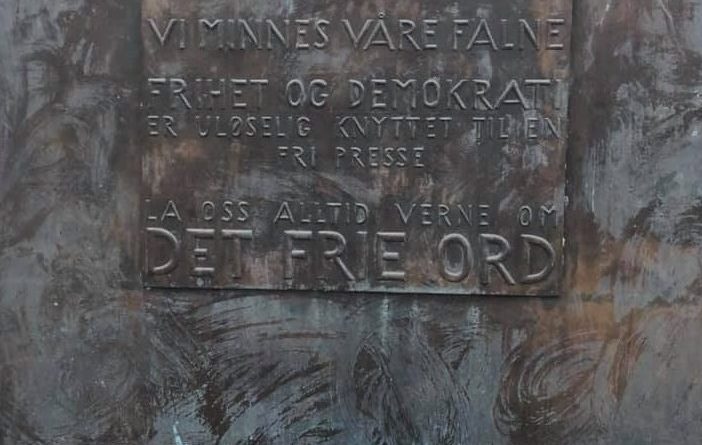 VI MINNES VÅRE FALNE
FRIHET OG DEMOKRATI
ER ULØSELIG KNYTTET TIL EN
FRI PRESSE
LA OSS ALLTID VERNE OM
DET FRIE ORD